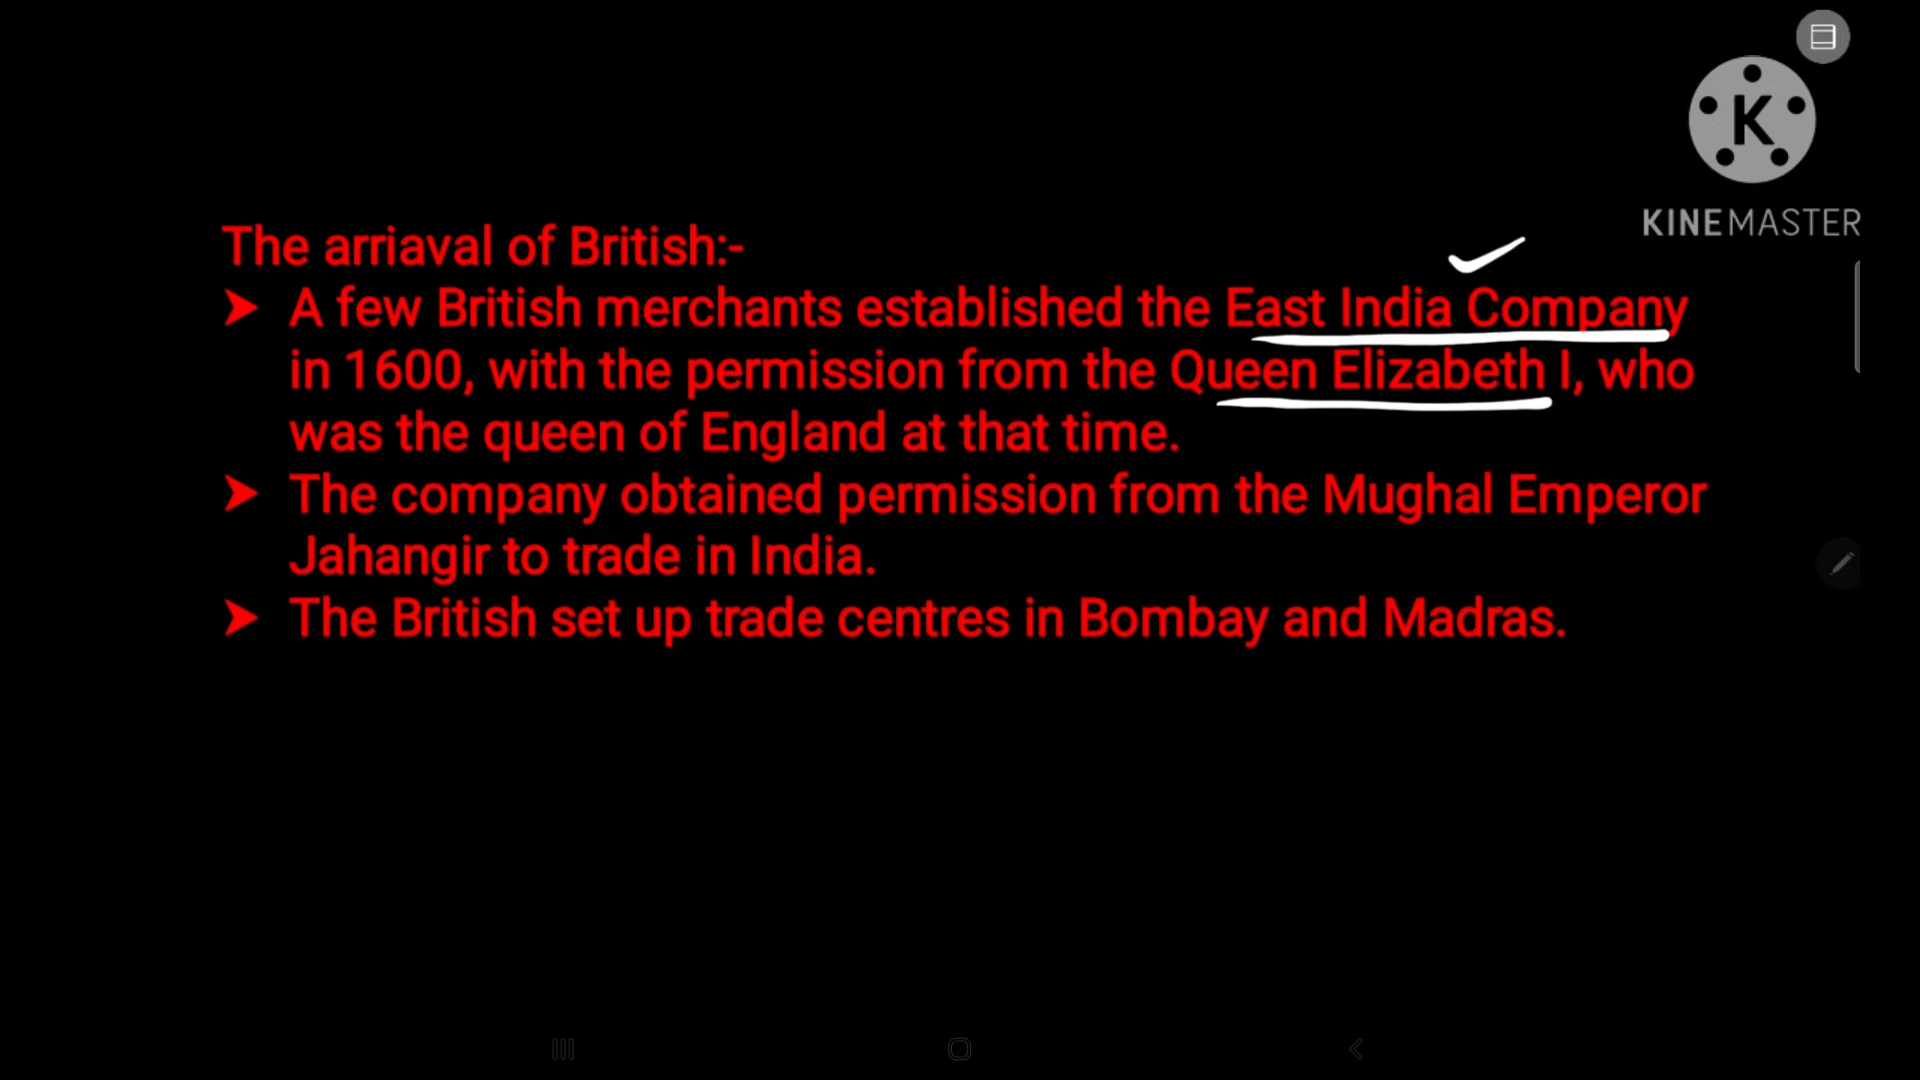 K
KINEMASTER
The arriaval of British:-
➤ A few British merchants established the East India Company
in 1600, with the permission from the Queen Elizabeth I, who
was the queen of England at that time.
➤ The company obtained permission from the Mughal Emperor
Jahangir to trade in India.
➤ The British set up trade centres in Bombay and Madras.